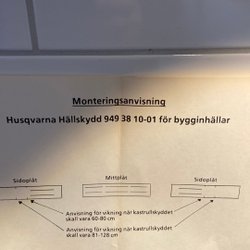 Monteringsanvisning
Husqvarna Hällskydd 949 38 10-01 för bygginhällar
Sidoplåt
Mittplåt
Sidoplåt
Anvisning för vikning när kastrullskyddet
skall vara 60-80 cm
Anvisning för vikning när kastrullskyddet
skall vara 81-128 cm